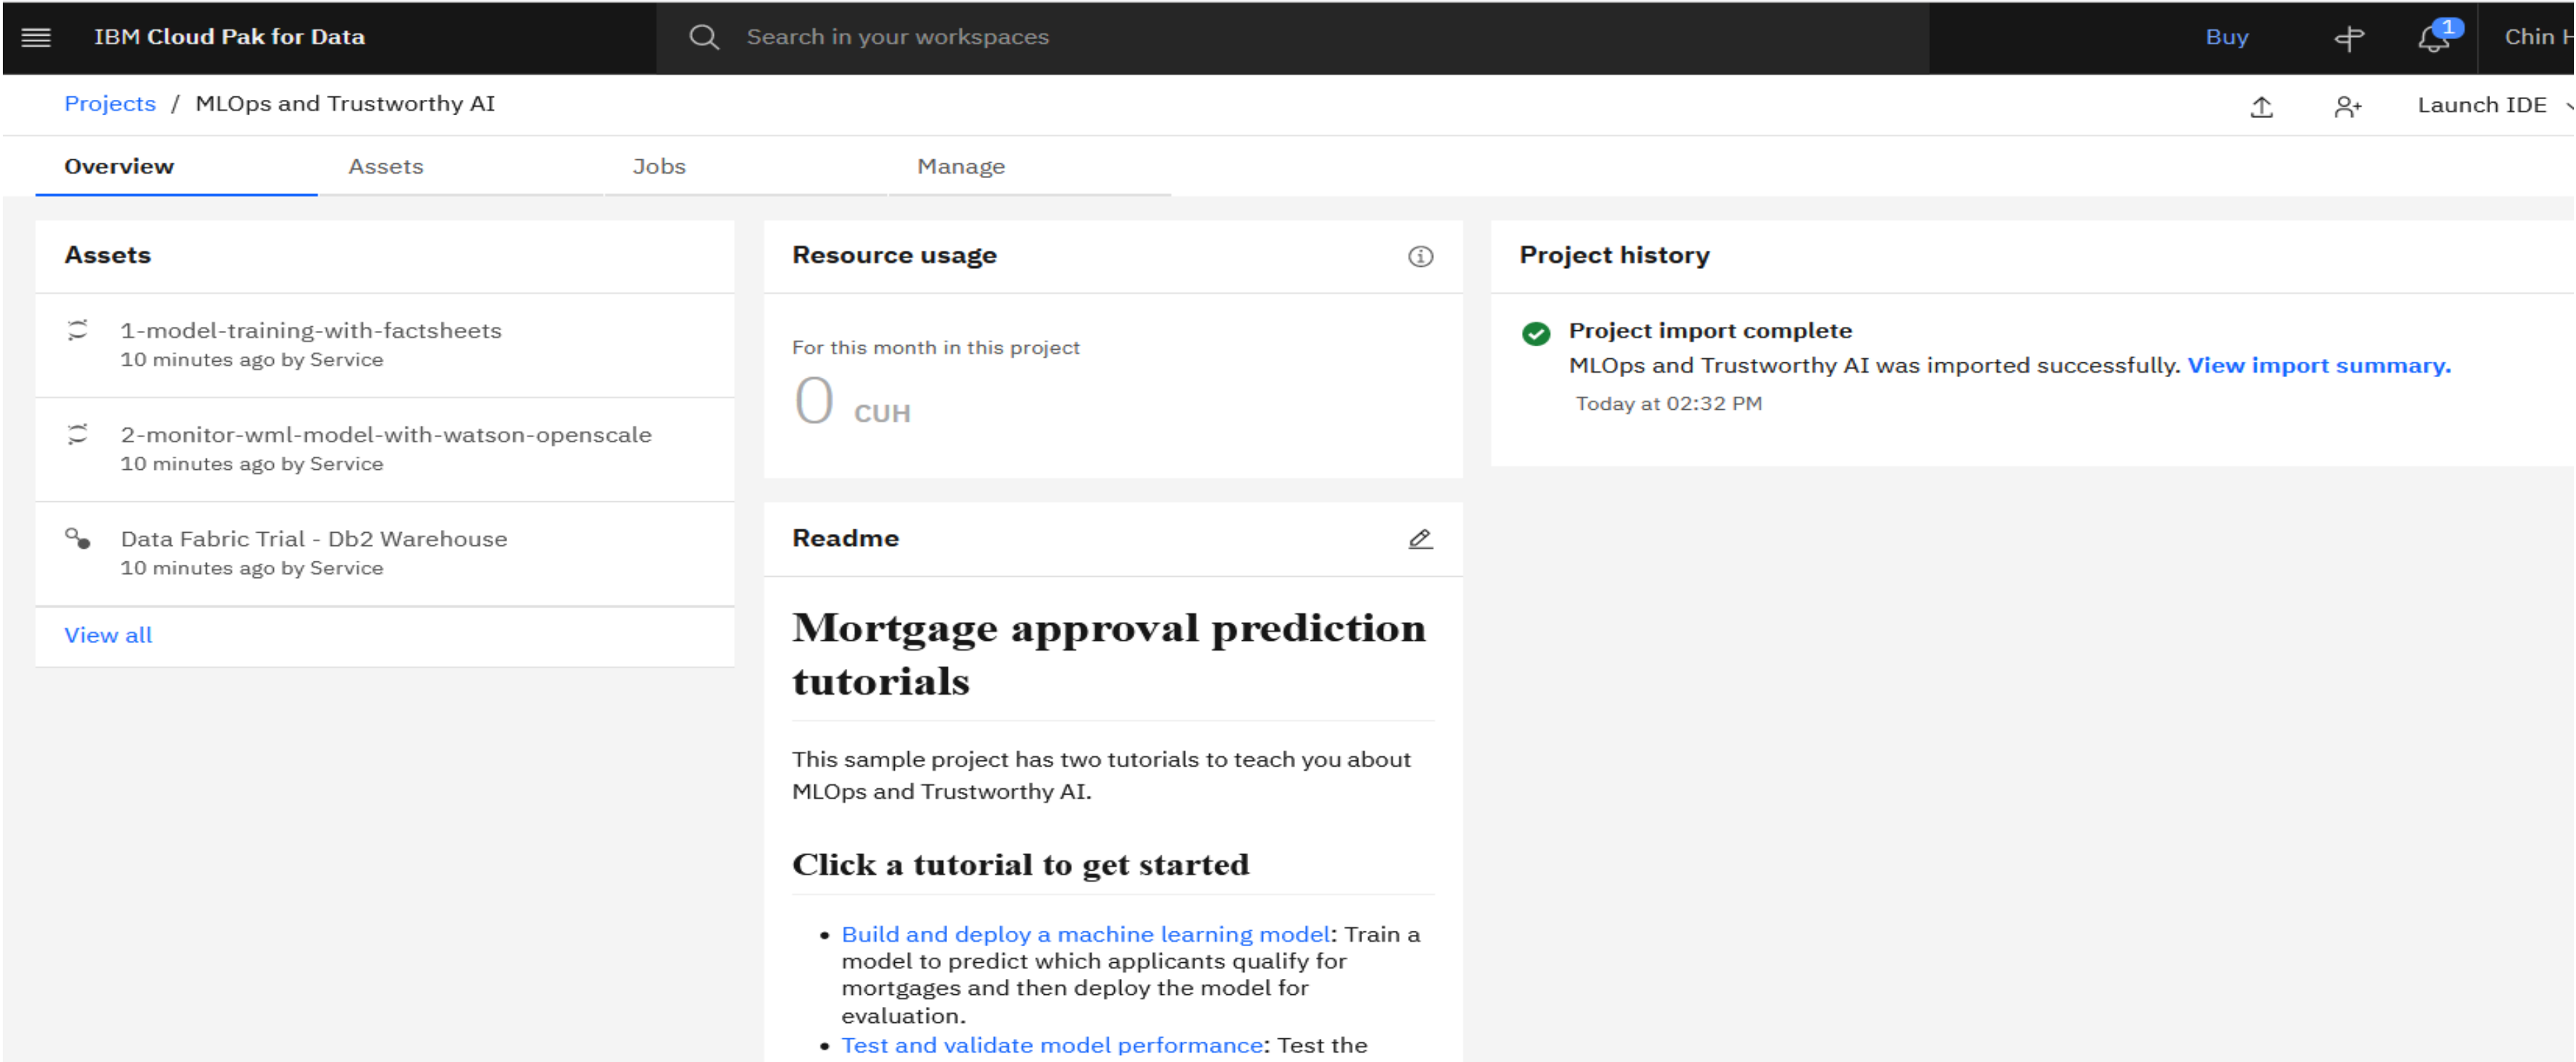 IBM Cloud Pak for Data
Search in your workspaces
Buy
1
Chin H
Projects / MLOps and Trustworthy AI
Launch IDE
Overview
Assets
Jobs
Manage
Assets
1-model-training-with-factsheets
10 minutes ago by Service
2-monitor-wml-model-with-watson-openscale
10 minutes ago by Service
Data Fabric Trial - Db2 Warehouse
10 minutes ago by Service
View all
Resource usage
For this month in this project
0 CUH
Readme
Mortgage approval prediction
tutorials
This sample project has two tutorials to teach you about
MLOps and Trustworthy AI.
Click a tutorial to get started
• Build and deploy a machine learning model: Train a
model to predict which applicants qualify for
mortgages and then deploy the model for
evaluation.
• Test and validate model performance: Test the
Project history
Project import complete
MLOps and Trustworthy AI was imported successfully. View import summary.
Today at 02:32 PM